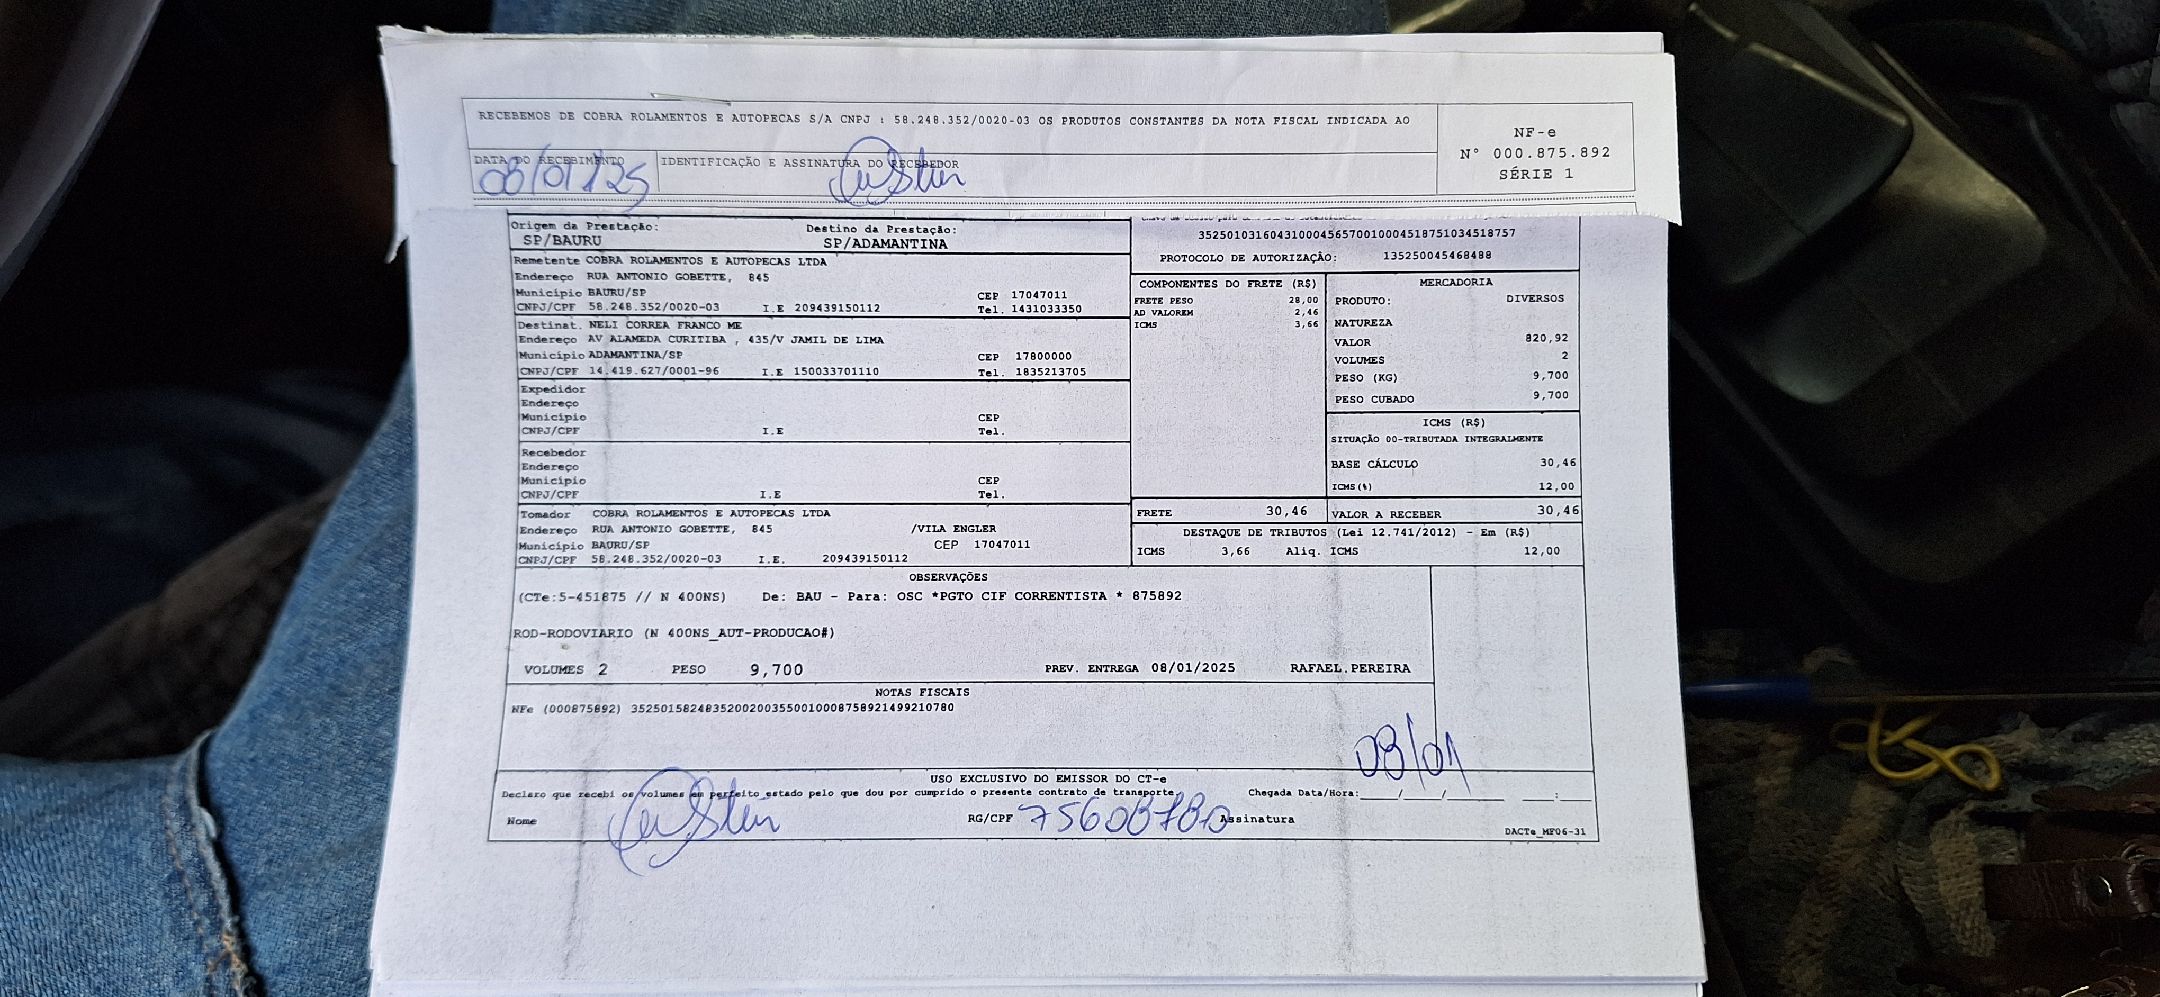 RECEBEMOS DE COBRA ROLAMENTOS E AUTOPECAS S/A CNPJ : 58.248.352/0020-03 OS PRODUTOS CONSTANTES DA NOTA FISCAL INDICADA AO
NF-e
N° 000.875.892
SÉRIE 1
DATA DO RECEBIMENTO
08/01/25
IDENTIFICAÇÃO E ASSINATURA DO RECEBEDOR
Origem da Prestação:
SP/BAURU
Destino da Prestação:
SP/ADAMANTINA
35250103160431000456570010004518751034518757
PROTOCOLO DE AUTORIZAÇÃO: 135250045468488
Remetente COBRA ROLAMENTOS E AUTOPECAS LTDA
Endereço RUA ANTONIO GOBETTE, 845
Município BAURU/SP CEP 17047011
CNPJ/CPF 58.248.352/0020-03 I.E 209439150112 Tel. 1431033350
Destinat. NELI CORREA FRANCO ME
Endereço AV ALAMEDA CURITIBA , 435/V JAMIL DE LIMA
Município ADAMANTINA/SP CEP 17800000
CNPJ/CPF 14.419.627/0001-96 I.E 150033701110 Tel. 1835213705
Expedidor
Endereço
Município CEP
CNPJ/CPF I.E Tel.
Recebedor
Endereço
Município CEP
CNPJ/CPF I.E Tel.
Tomador COBRA ROLAMENTOS E AUTOPECAS LTDA
Endereço RUA ANTONIO GOBETTE, 845 /VILA ENGLER
Município BAURU/SP CEP 17047011
CNPJ/CPF 58.248.352/0020-03 I.E. 209439150112
COMPONENTES DO FRETE (R$)
FRETE PESO 28,00
AD VALOREM 2,46
ICMS 3,66
MERCADORIA
PRODUTO: DIVERSOS
NATUREZA
VALOR 820,92
VOLUMES 2
PESO (KG) 9,700
PESO CUBADO 9,700
ICMS (R$)
SITUAÇÃO 00-TRIBUTADA INTEGRALMENTE
BASE CÁLCULO 30,46
ICMS(%) 12,00
FRETE 30,46 VALOR A RECEBER 30,46
DESTAQUE DE TRIBUTOS (Lei 12.741/2012) - Em (R$)
ICMS 3,66 Aliq. ICMS 12,00
OBSERVAÇÕES
(CTe:5-451875 // N 400NS) De: BAU - Para: OSC *PGTO CIF CORRENTISTA * 875892
ROD-RODOVIARIO (N 400NS_AUT-PRODUCAO#)
VOLUMES 2 PESO 9,700 PREV. ENTREGA 08/01/2025 RAFAEL.PEREIRA
NOTAS FISCAIS
NFe (000875892) 35250158248352002003550010008758921499210780
08/01
USO EXCLUSIVO DO EMISSOR DO CT-e
Declaro que recebi os volumes em perfeito estado pelo que dou por cumprido o presente contrato de transporte Chegada Data/Hora:____/____/________ ____:____
Nome RG/CPF 75608780 Assinatura
DACTe_MF06-31